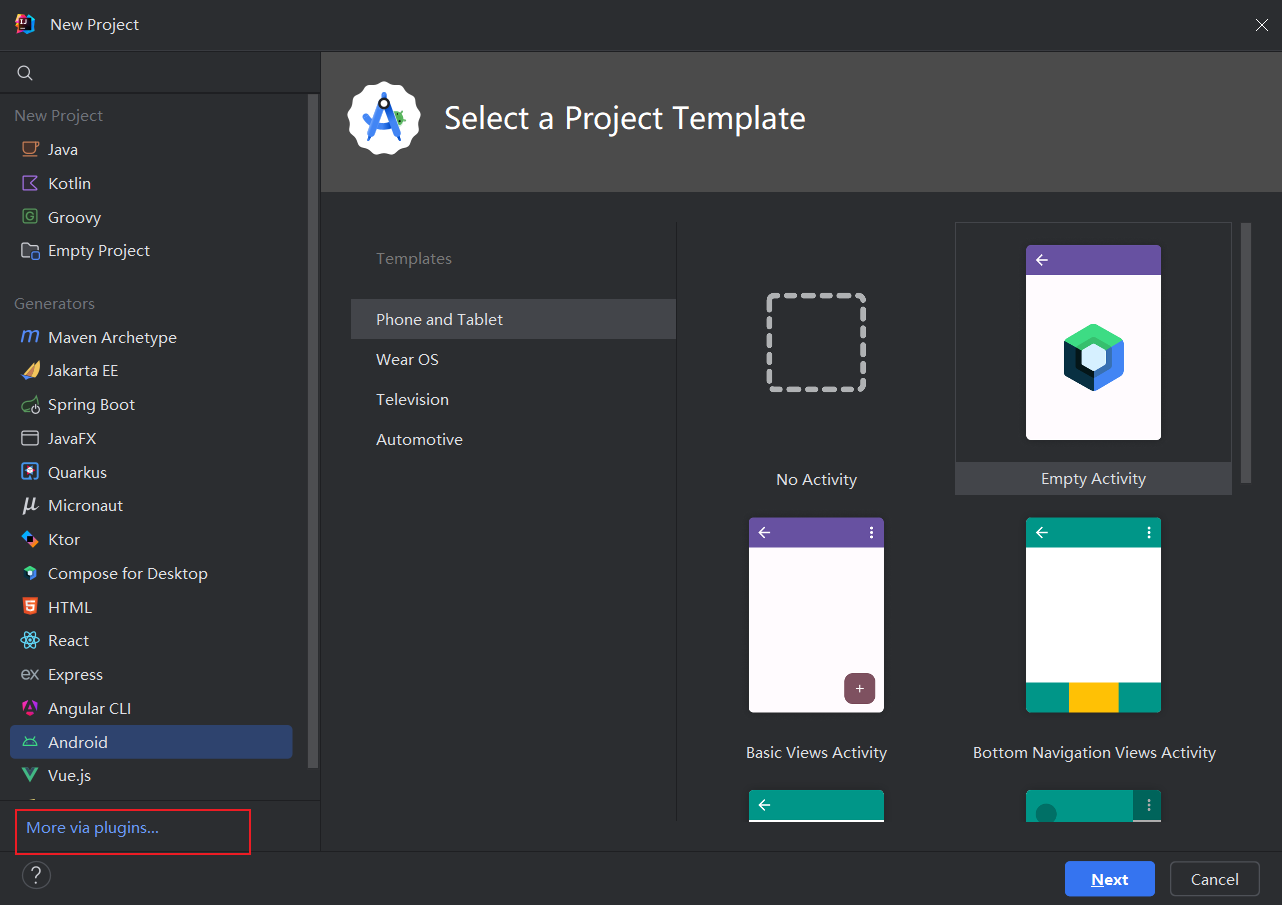 New Project
New Project
Java
Kotlin
Groovy
Empty Project
Generators
Maven Archetype
Jakarta EE
Spring Boot
JavaFX
Quarkus
Micronaut
Ktor
Compose for Desktop
HTML
React
Express
Angular CLI
Android
Vue.js
More via plugins...
Select a Project Template
Templates
Phone and Tablet
Wear OS
Television
Automotive
No Activity
Empty Activity
Basic Views Activity
Bottom Navigation Views Activity
?
Next
Cancel